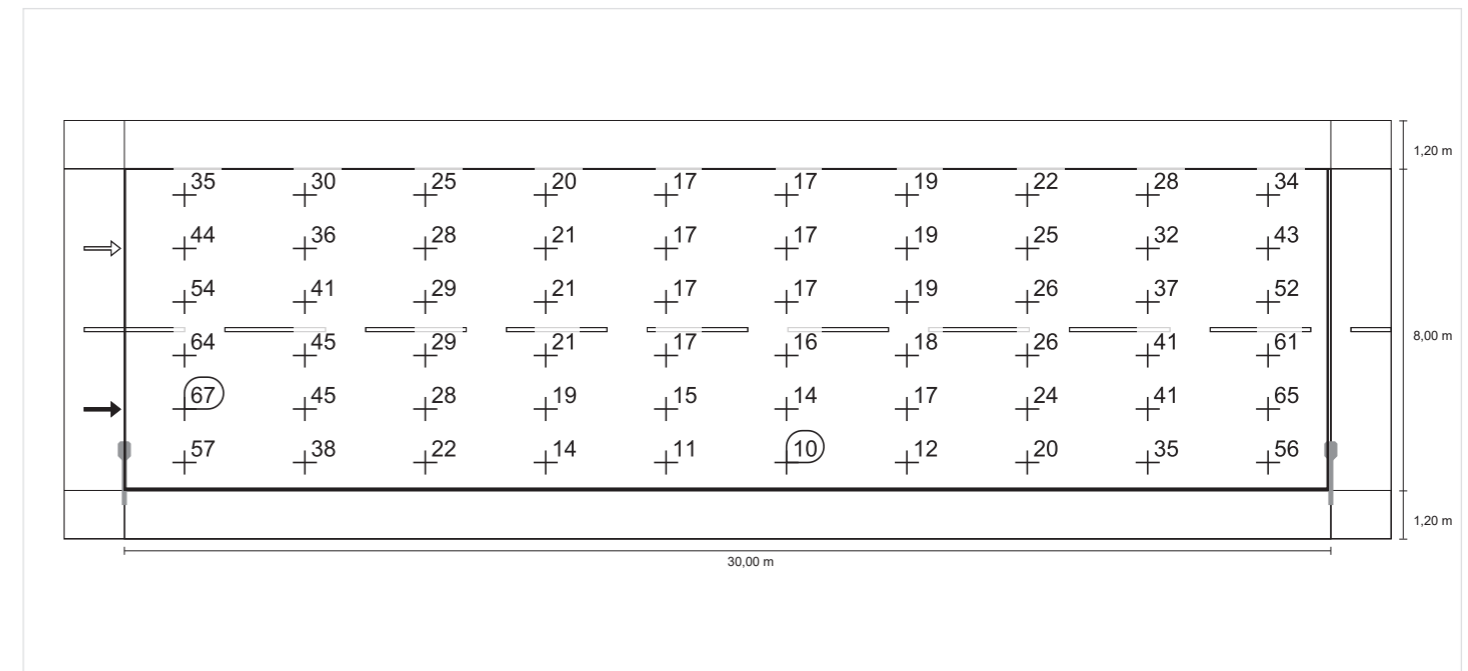 1,20 m
35 30 25 20 17 17 19 22 28 34
44 36 28 21 17 17 19 25 32 43
54 41 29 21 17 17 19 26 37 52
8,00 m
64 45 29 21 17 16 18 26 41 61
67 45 28 19 15 14 17 24 41 65
57 38 22 14 11 10 12 20 35 56
1,20 m
30,00 m